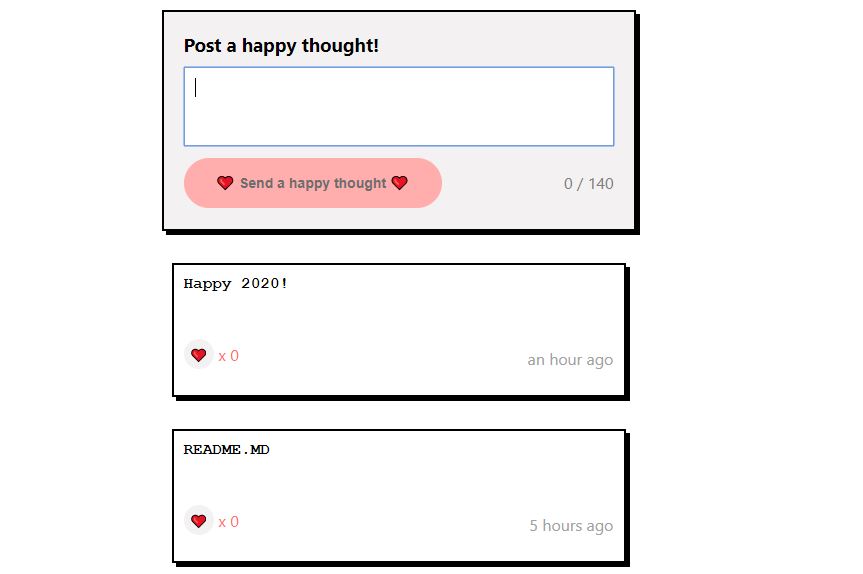 Post a happy thought!
❤️ Send a happy thought ❤️
0 / 140
Happy 2020!
❤️ x 0
an hour ago
README.MD
❤️ x 0
5 hours ago